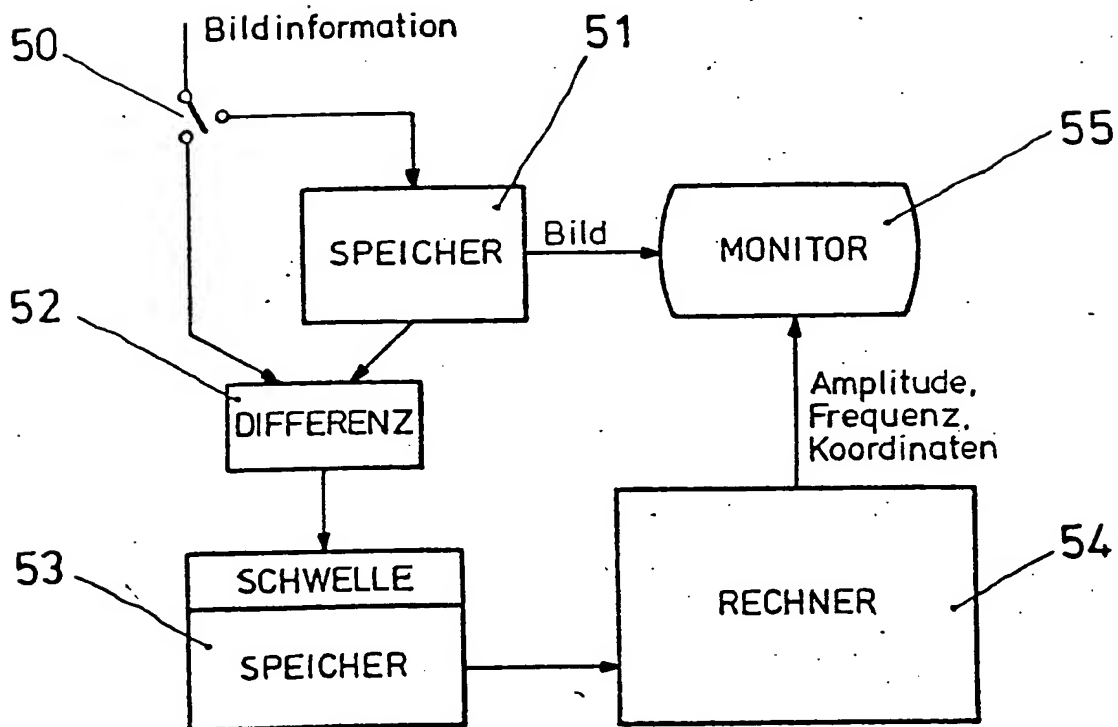 50
Bildinformation
51
55
SPEICHER
Bild
MONITOR
52
DIFFERENZ
Amplitude,
Frequenz,
Koordinaten
53
SCHWELLE
SPEICHER
RECHNER
54